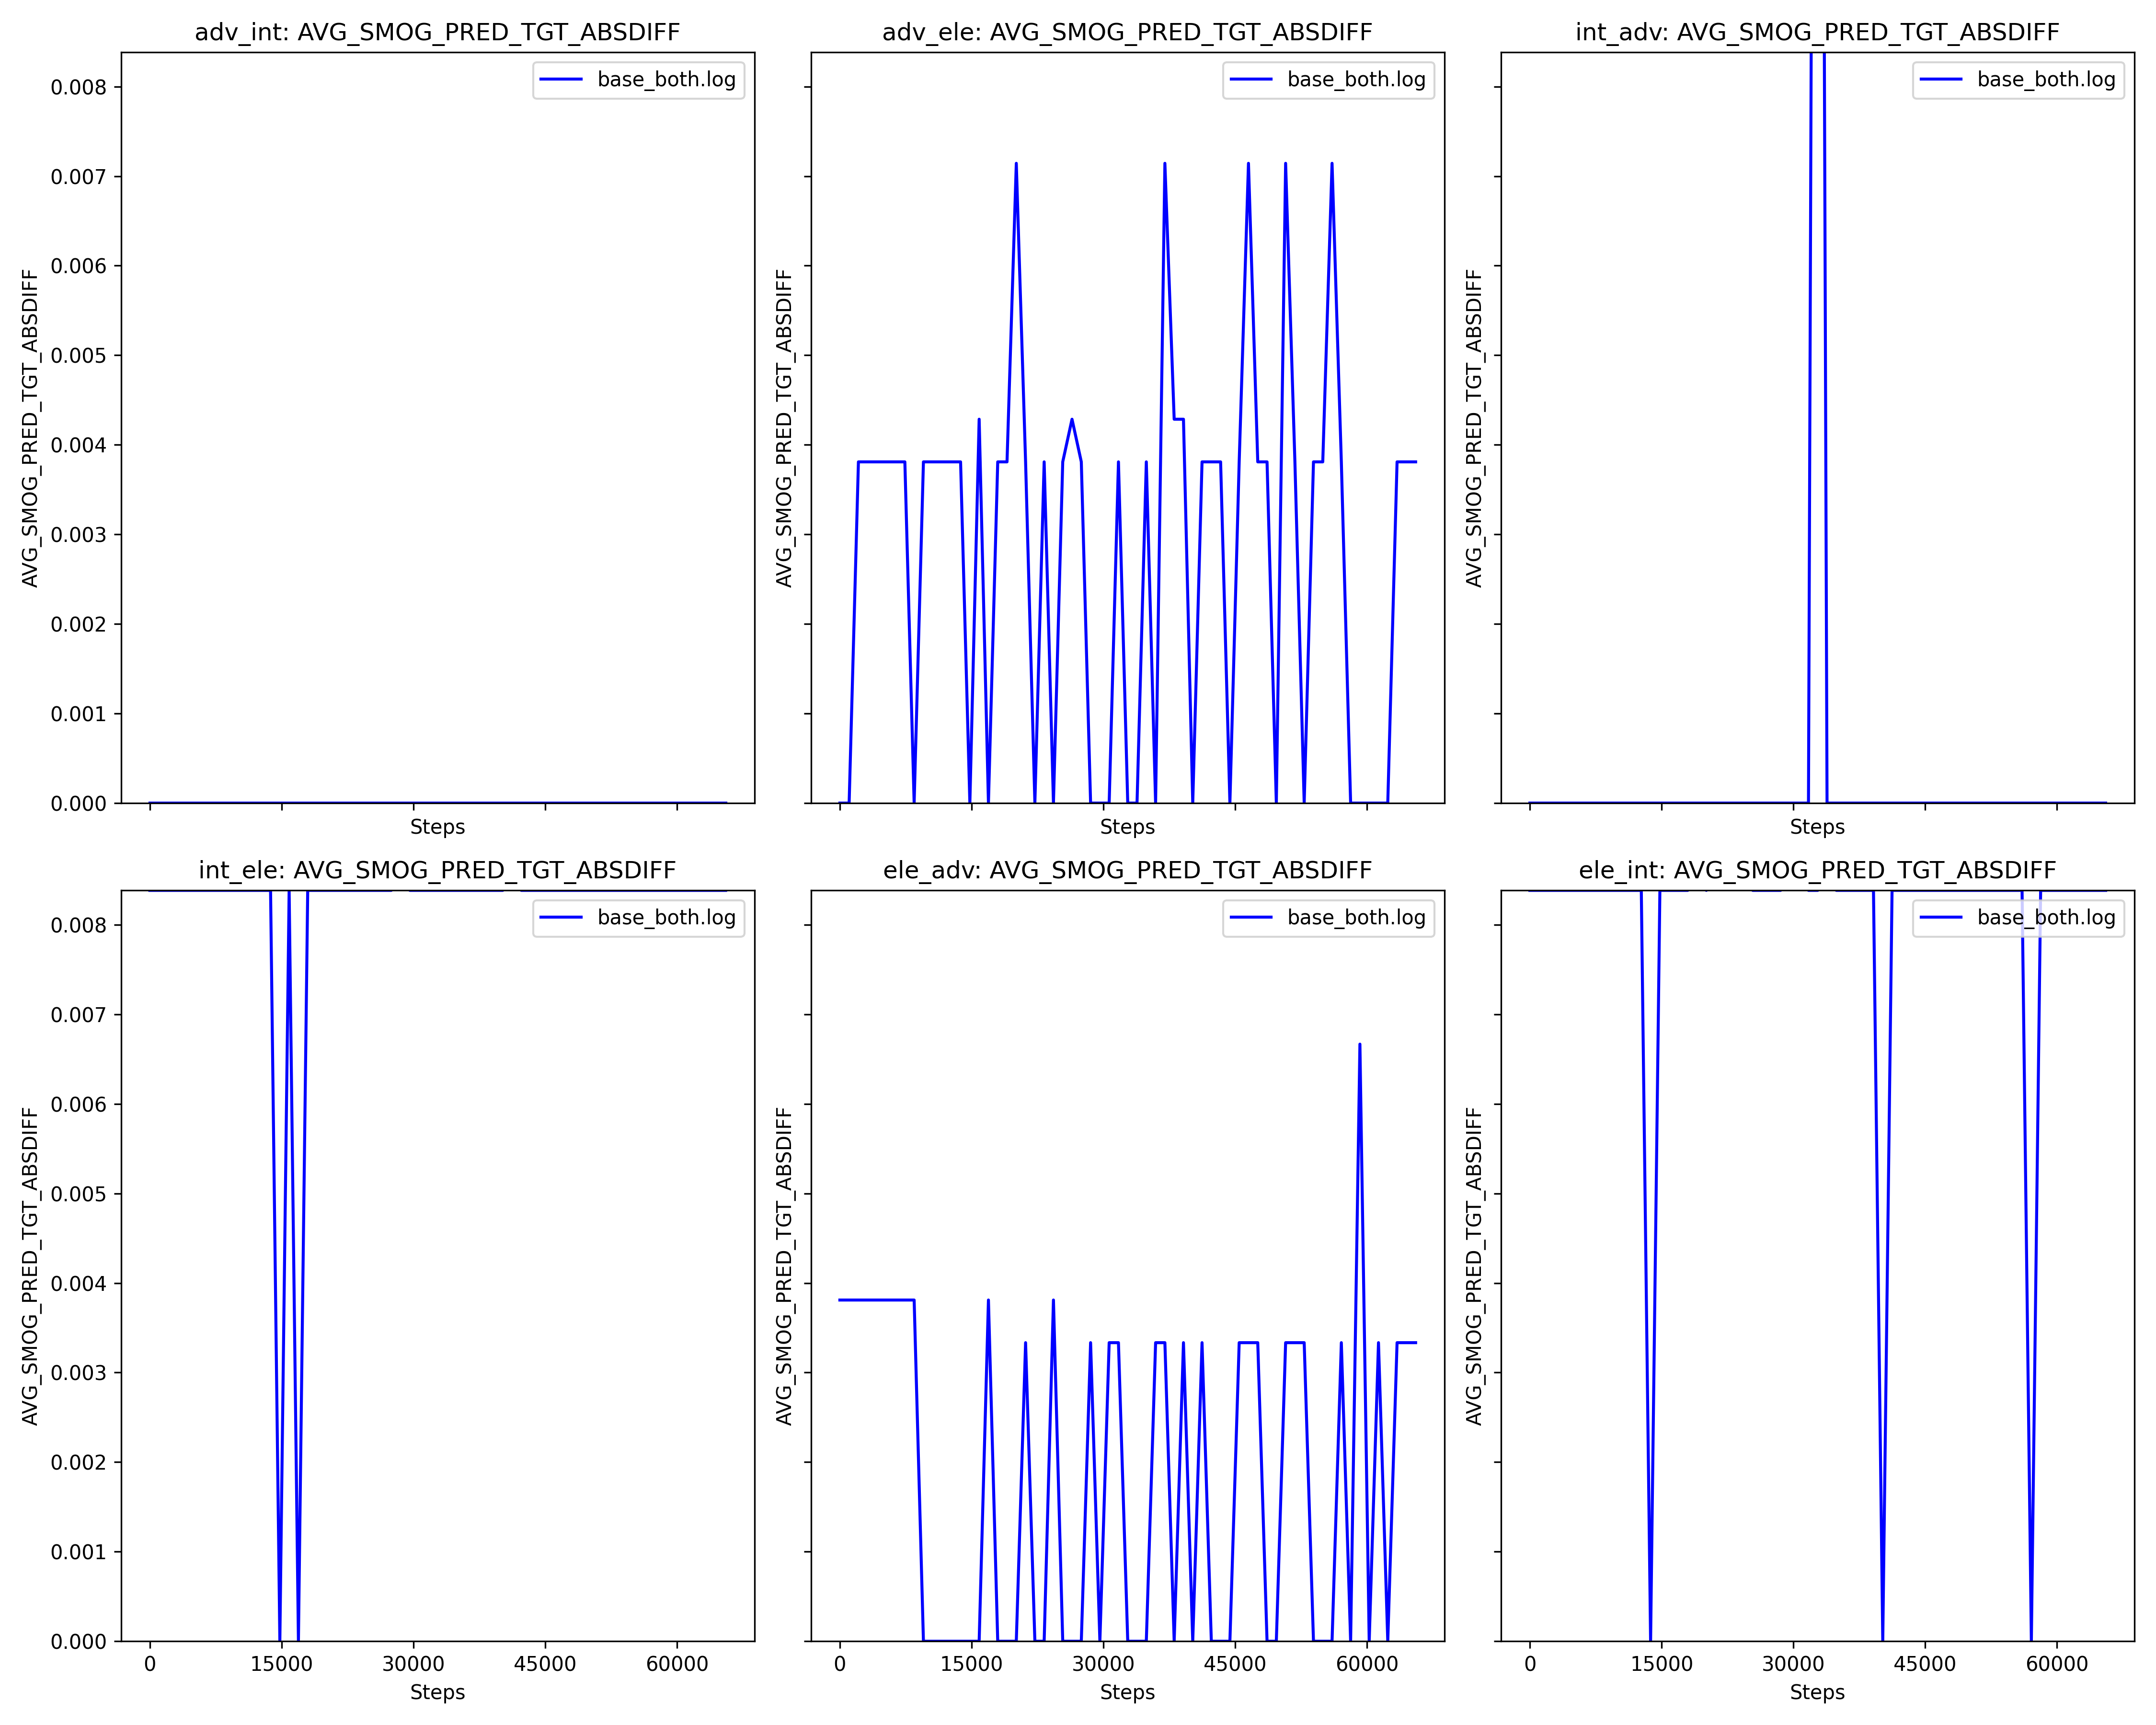 adv_int: AVG_SMOG_PRED_TGT_ABSDIFF
adv_ele: AVG_SMOG_PRED_TGT_ABSDIFF
int_adv: AVG_SMOG_PRED_TGT_ABSDIFF
base_both.log
base_both.log
base_both.log
0.008
0.007
0.006
0.005
0.004
0.003
0.002
0.001
0.000
AVG_SMOG_PRED_TGT_ABSDIFF
AVG_SMOG_PRED_TGT_ABSDIFF
AVG_SMOG_PRED_TGT_ABSDIFF
Steps
Steps
Steps
int_ele: AVG_SMOG_PRED_TGT_ABSDIFF
ele_adv: AVG_SMOG_PRED_TGT_ABSDIFF
ele_int: AVG_SMOG_PRED_TGT_ABSDIFF
base_both.log
base_both.log
base_both.log
0.008
0.007
0.006
0.005
0.004
0.003
0.002
0.001
0.000
AVG_SMOG_PRED_TGT_ABSDIFF
AVG_SMOG_PRED_TGT_ABSDIFF
AVG_SMOG_PRED_TGT_ABSDIFF
0 15000 30000 45000 60000
0 15000 30000 45000 60000
0 15000 30000 45000 60000
Steps
Steps
Steps